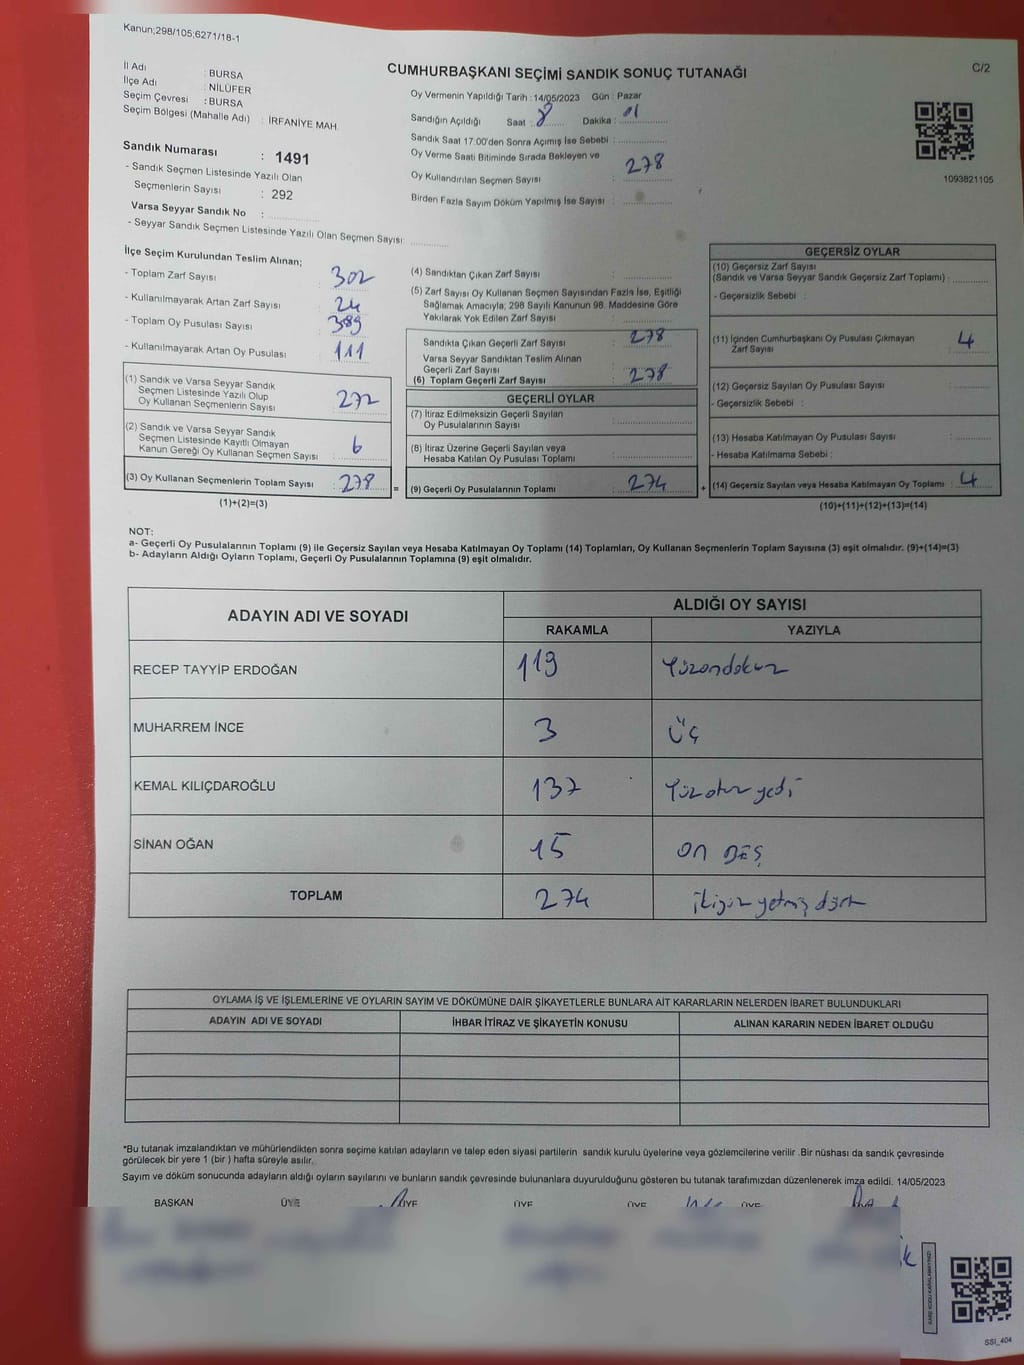 Kanun;298/105;6271/18-1
C/2
CUMHURBAŞKANI SEÇİMİ SANDIK SONUÇ TUTANAĞI
İl Adı : BURSA
İlçe Adı : NİLÜFER
Seçim Çevresi : BURSA
Seçim Bölgesi (Mahalle Adı) : İRFANİYE MAH.
Sandık Numarası : 1491
- Sandık Seçmen Listesinde Yazılı Olan
Seçmenlerin Sayısı : 292
Varsa Seyyar Sandık No :
- Seyyar Sandık Seçmen Listesinde Yazılı Olan Seçmen Sayısı:
Oy Vermenin Yapıldığı Tarih : 14/05/2023 Gün : Pazar
Sandığın Açıldığı Saat : 8 Dakika : 01
Sandık Saat 17:00'den Sonra Açımış İse Sebebi :
Oy Verme Saati Bitiminde Sırada Bekleyen ve
Oy Kullandırılan Seçmen Sayısı : 278
Birden Fazla Sayım Döküm Yapılmış İse Sayısı :
1093821105
İlçe Seçim Kurulundan Teslim Alınan;
- Toplam Zarf Sayısı : 302
- Kullanılmayarak Artan Zarf Sayısı : 24
- Toplam Oy Pusulası Sayısı : 389
- Kullanılmayarak Artan Oy Pusulası : 111
(1) Sandık ve Varsa Seyyar Sandık
Seçmen Listesinde Yazılı Olup
Oy Kullanan Seçmenlerin Sayısı : 272
(2) Sandık ve Varsa Seyyar Sandık
Seçmen Listesinde Kayıtlı Olmayan
Kanun Gereği Oy Kullanan Seçmen Sayısı : 6
(3) Oy Kullanan Seçmenlerin Toplam Sayısı : 278
(1)+(2)=(3)
(4) Sandıktan Çıkan Zarf Sayısı :
(5) Zarf Sayısı Oy Kullanan Seçmen Sayısından Fazla İse, Eşitliği
Sağlamak Amacıyla; 298 Sayılı Kanunun 98. Maddesine Göre
Yakılarak Yok Edilen Zarf Sayısı :
Sandıkta Çıkan Geçerli Zarf Sayısı : 278
Varsa Seyyar Sandıktan Teslim Alınan
Geçerli Zarf Sayısı :
(6) Toplam Geçerli Zarf Sayısı : 278
GEÇERLİ OYLAR
(7) İtiraz Edilmeksizin Geçerli Sayılan
Oy Pusulalarının Sayısı :
(8) İtiraz Üzerine Geçerli Sayılan veya
Hesaba Katılan Oy Pusulası Toplamı :
= (9) Geçerli Oy Pusulalarının Toplamı : 274
GEÇERSİZ OYLAR
(10) Geçersiz Zarf Sayısı
(Sandık ve Varsa Seyyar Sandık Geçersiz Zarf Toplamı) :
- Geçersizlik Sebebi :
(11) İçinden Cumhurbaşkanı Oy Pusulası Çıkmayan
Zarf Sayısı : 4
(12) Geçersiz Sayılan Oy Pusulası Sayısı :
- Geçersizlik Sebebi :
(13) Hesaba Katılmayan Oy Pusulası Sayısı :
- Hesaba Katılmama Sebebi :
+ (14) Geçersiz Sayılan veya Hesaba Katılmayan Oy Toplamı : 4
(10)+(11)+(12)+(13)=(14)
NOT:
a- Geçerli Oy Pusulalarının Toplamı (9) ile Geçersiz Sayılan veya Hesaba Katılmayan Oy Toplamı (14) Toplamları, Oy Kullanan Seçmenlerin Toplam Sayısına (3) eşit olmalıdır. (9)+(14)=(3)
b- Adayların Aldığı Oyların Toplamı, Geçerli Oy Pusulalarının Toplamına (9) eşit olmalıdır.
ADAYIN ADI VE SOYADI
ALDIĞI OY SAYISI
RAKAMLA YAZIYLA
RECEP TAYYİP ERDOĞAN 119 Yüzondokuz
MUHARREM İNCE 3 üç
KEMAL KILIÇDAROĞLU 137 Yüzotuz yedi
SİNAN OĞAN 15 on BEŞ
TOPLAM 274 ikiyüz yetmiş dört
OYLAMA İŞ VE İŞLEMLERİNE VE OYLARIN SAYIM VE DÖKÜMÜNE DAİR ŞİKAYETLERLE BUNLARA AİT KARARLARIN NELERDEN İBARET BULUNDUKLARI
ADAYIN ADI VE SOYADI İHBAR İTİRAZ VE ŞİKAYETİN KONUSU ALINAN KARARIN NEDEN İBARET OLDUĞU
*Bu tutanak imzalandıktan ve mühürlendikten sonra seçime katılan adayların ve talep eden siyasi partilerin sandık kurulu üyelerine veya gözlemcilerine verilir .Bir nüshası da sandık çevresinde
görülecek bir yere 1 (bir ) hafta süreyle asılır.
Sayım ve döküm sonucunda adayların aldığı oyların sayılarını ve bunların sandık çevresinde bulunanlara duyurulduğunu gösteren bu tutanak tarafımızdan düzenlenerek imza edildi. 14/05/2023
BAŞKAN ÜYE ÜYE ÜYE ÜYE ÜYE
SSI_404